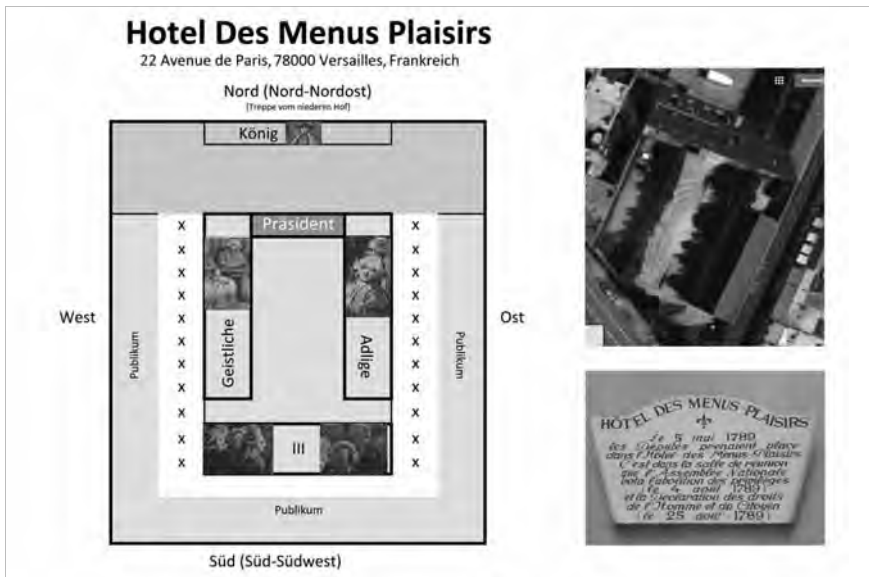 Hotel Des Menus Plaisirs
22 Avenue de Paris, 78000 Versailles, Frankreich
Nord (Nord-Nordost)
(Treppe vom niederen Hof)
König
Präsident
x x
x x
x x
x x
x x
x x
x x
x x
x x
x x
x x
West
Publikum
Geistliche
Adlige
Publikum
Ost
III
Publikum
Süd (Süd-Südwest)
HÔTEL DES MENUS PLAISIRS
Le 5 mai 1789
les Députés prenaient place
dans l'Hôtel des Menus Plaisirs
C'est dans la salle de réunion
que l'Assemblée Nationale
vota l'abolition des privilèges
(le 4 août 1789)
et la Déclaration des droits
de l'Homme et du Citoyen
(le 25 août 1789)